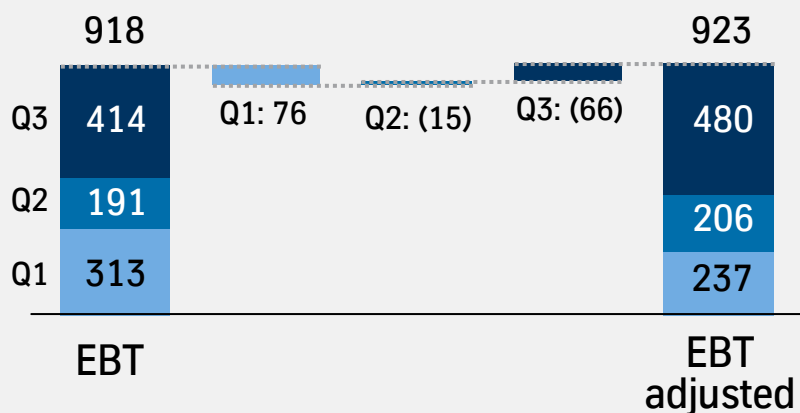 918
923
Q3
414
Q1: 76
Q2: (15)
Q3: (66)
480
Q2
191
206
Q1
313
237
EBT
EBT
adjusted